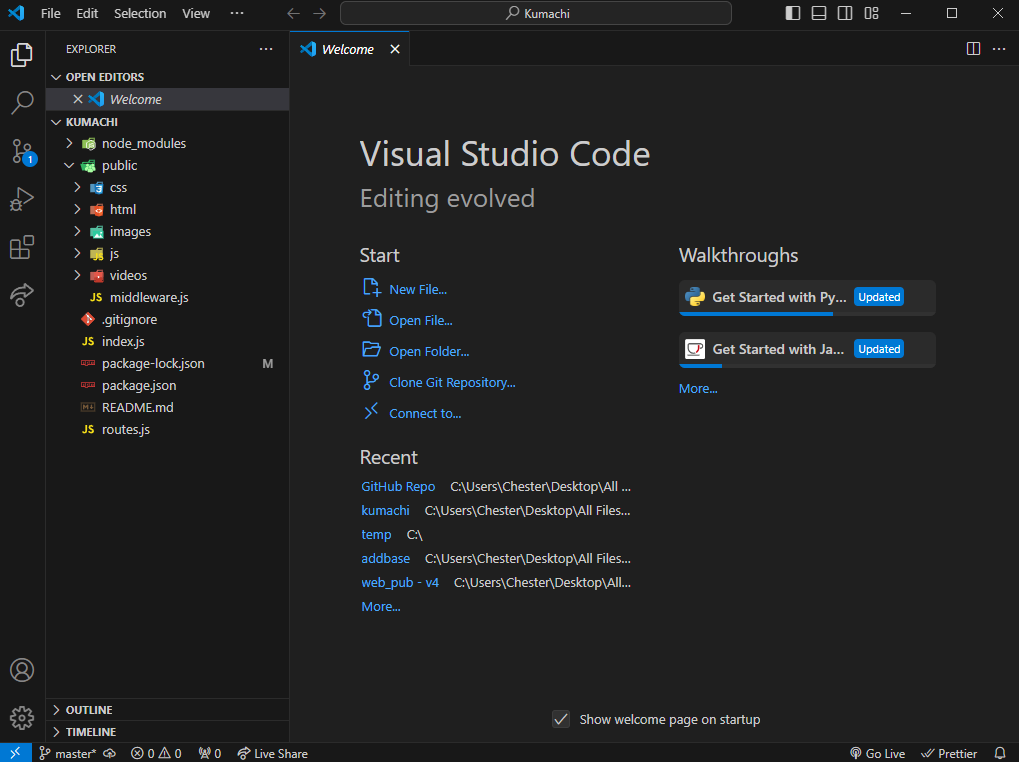 File Edit Selection View ··· Kumachi
EXPLORER ···
OPEN EDITORS
Welcome
KUMACHI
node_modules
public
css
html
images
js
videos
JS middleware.js
.gitignore
JS index.js
package-lock.json M
package.json
README.md
JS routes.js
OUTLINE
TIMELINE
1
Welcome ···
Visual Studio Code
Editing evolved
Start
New File...
Open File...
Open Folder...
Clone Git Repository...
Connect to...
Recent
GitHub Repo C:\Users\Chester\Desktop\All ...
kumachi C:\Users\Chester\Desktop\All Files...
temp C:\
addbase C:\Users\Chester\Desktop\All Files...
web_pub - v4 C:\Users\Chester\Desktop\All...
More...
Walkthroughs
Get Started with Py... Updated
Get Started with Ja... Updated
More...
Show welcome page on startup
master* 0 0 0 Live Share Go Live Prettier